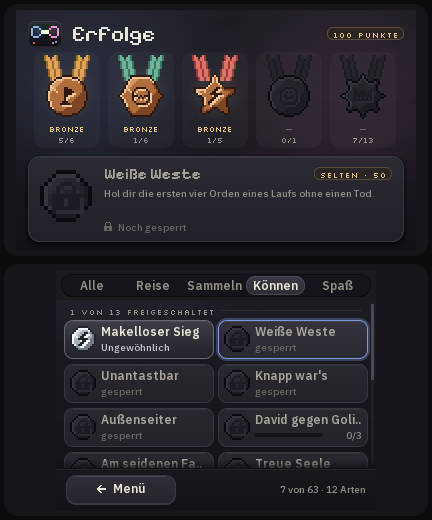 Erfolge
100 PUNKTE
BRONZE BRONZE BRONZE — —
5/6 1/6 1/5 0/1 7/13
Weiße Weste
SELTEN · 50
Hol dir die ersten vier Orden eines Laufs ohne einen Tod.
Noch gesperrt
Alle Reise Sammeln Können Spaß
1 VON 13 FREIGESCHALTET
Makelloser Sieg
Ungewöhnlich
Weiße Weste
gesperrt
Unantastbar
gesperrt
Knapp war's
gesperrt
Außenseiter
gesperrt
David gegen Goli..
0/3
Am seidenen Fa..
Treue Seele
← Menü
7 von 63 · 12 Arten